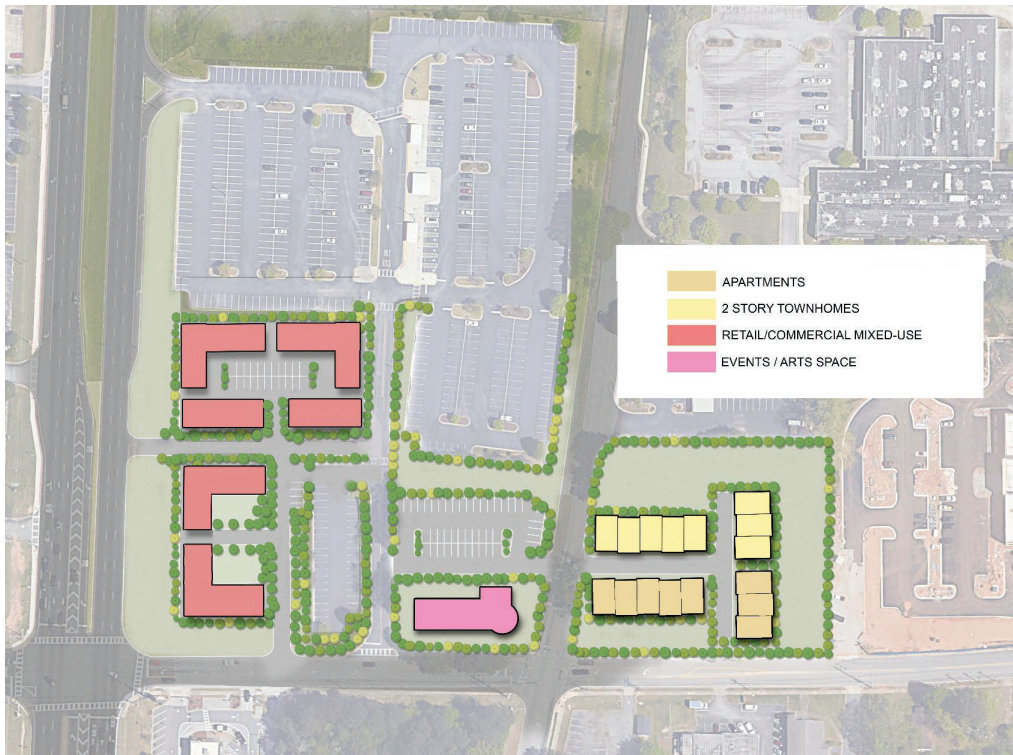 APARTMENTS
2 STORY TOWNHOMES
RETAIL/COMMERCIAL MIXED-USE
EVENTS / ARTS SPACE